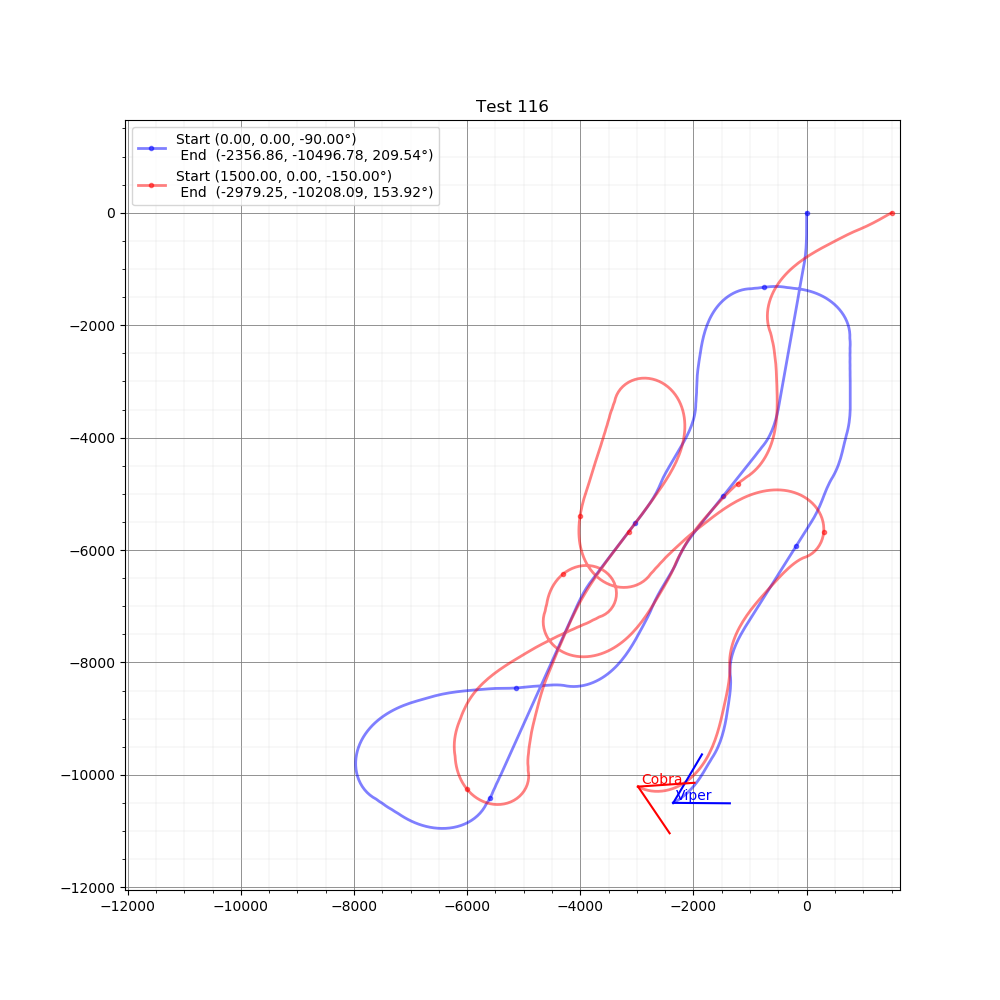 Test 116
Start (0.00, 0.00, -90.00°)
End (-2356.86, -10496.78, 209.54°)
Start (1500.00, 0.00, -150.00°)
End (-2979.25, -10208.09, 153.92°)
0
−2000
−4000
−6000
−8000
−10000
−12000
Cobra
Viper
−12000 −10000 −8000 −6000 −4000 −2000 0